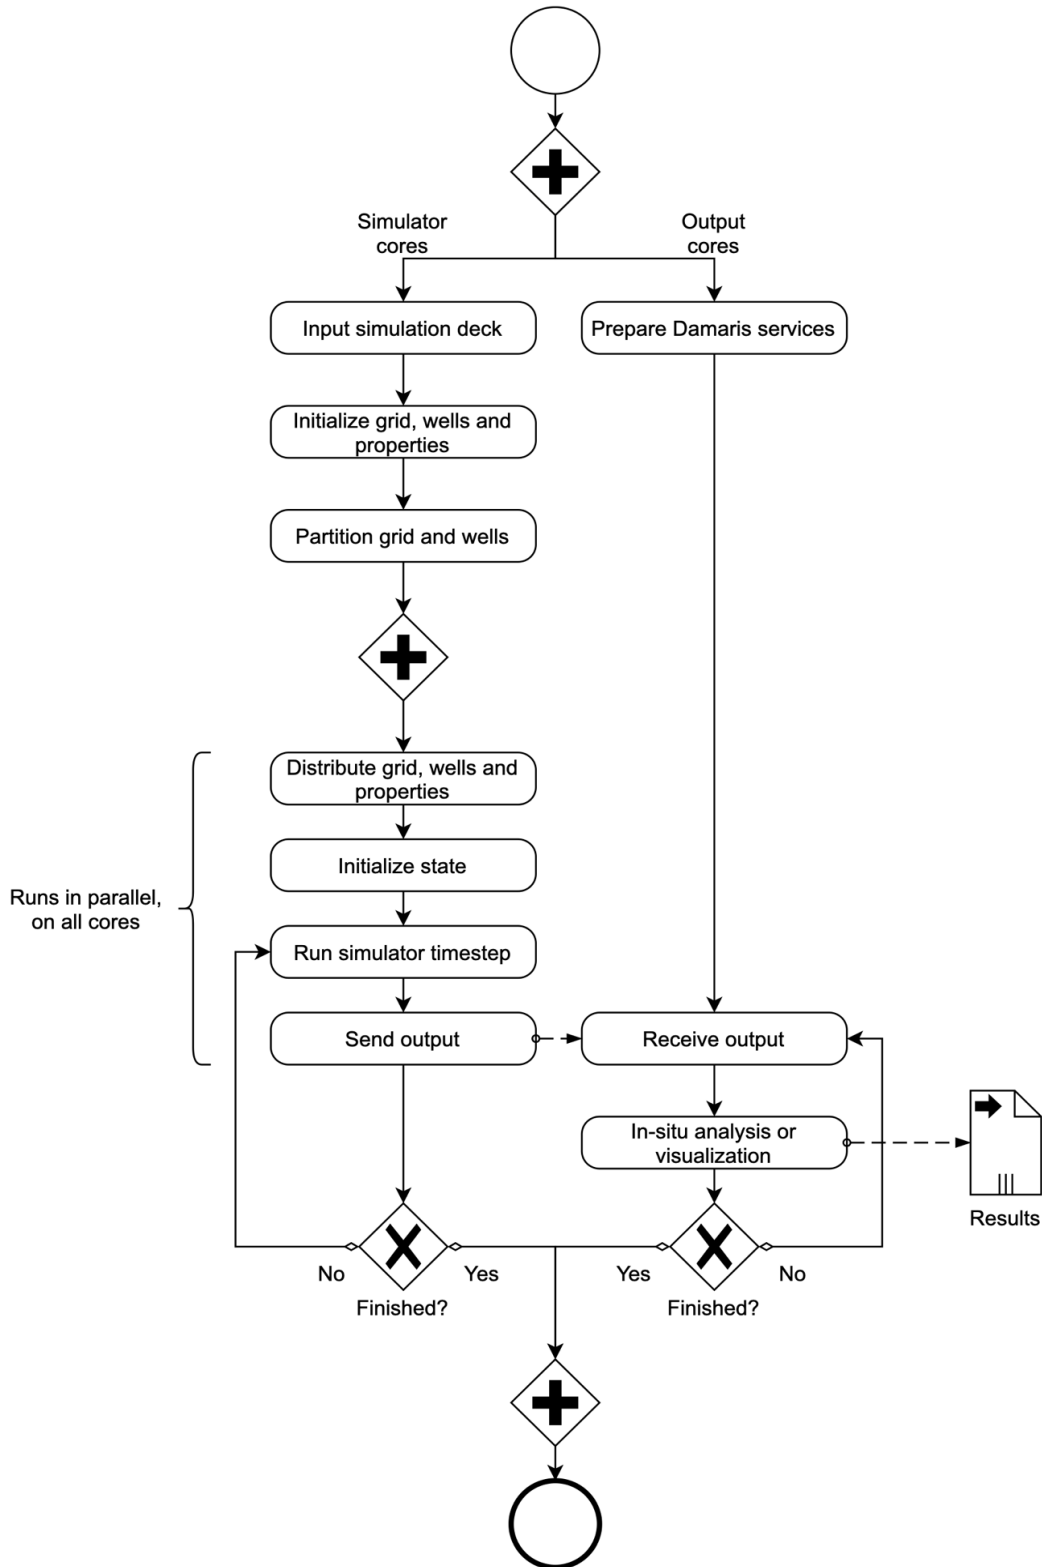 Simulator
cores
Output
cores
Input simulation deck
Prepare Damaris services
Initialize grid, wells and
properties
Partition grid and wells
Distribute grid, wells and
properties
Initialize state
Runs in parallel,
on all cores
Run simulator timestep
Send output
Receive output
In-situ analysis or
visualization
Results
No
Yes
Yes
No
Finished?
Finished?